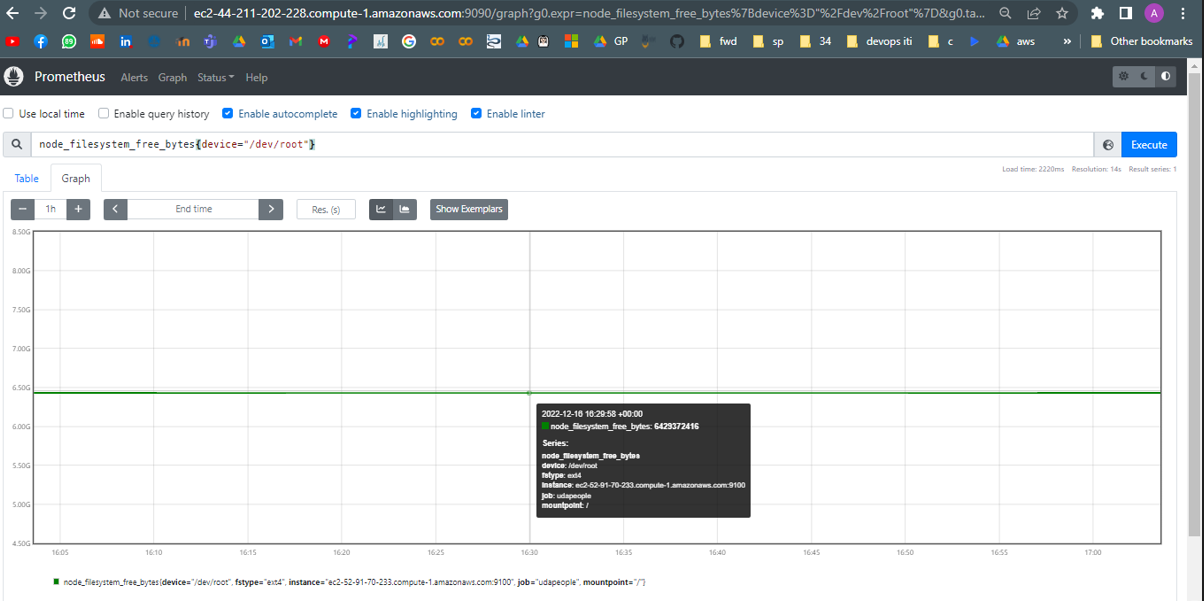 Not secure | ec2-44-211-202-228.compute-1.amazonaws.com:9090/graph?g0.expr=node_filesystem_free_bytes%7Bdevice%3D"%2Fdev%2Froot"%7D&g0.ta... A
GP fwd sp 34 devops iti c aws » Other bookmarks
Prometheus Alerts Graph Status Help
Use local time Enable query history Enable autocomplete Enable highlighting Enable linter
node_filesystem_free_bytes{device="/dev/root"} Execute
Load time: 2220ms Resolution: 14s Result series: 1
Table Graph
− 1h + < End time > Res. (s) Show Exemplars
8.50G
8.00G
7.50G
7.00G
6.50G
6.00G
5.50G
5.00G
4.50G
2022-12-16 16:29:58 +00:00
node_filesystem_free_bytes: 6429372416
Series:
node_filesystem_free_bytes
device: /dev/root
fstype: ext4
instance: ec2-52-91-70-233.compute-1.amazonaws.com:9100
job: udapeople
mountpoint: /
16:05 16:10 16:15 16:20 16:25 16:30 16:35 16:40 16:45 16:50 16:55 17:00
node_filesystem_free_bytes{device="/dev/root", fstype="ext4", instance="ec2-52-91-70-233.compute-1.amazonaws.com:9100", job="udapeople", mountpoint="/"}